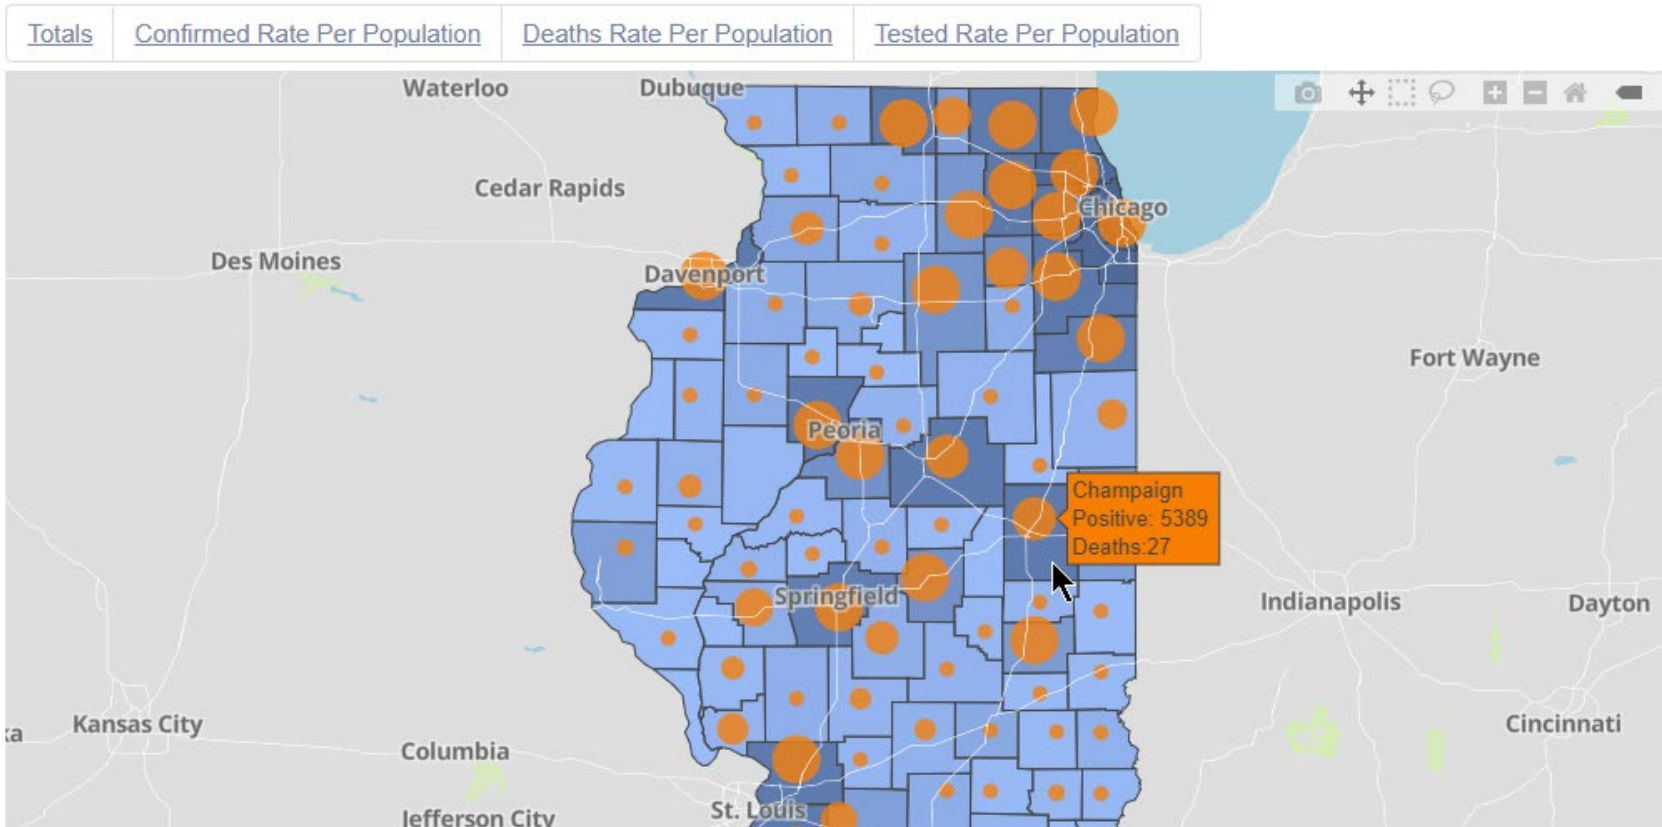 Totals
Confirmed Rate Per Population
Deaths Rate Per Population
Tested Rate Per Population
Waterloo
Dubuque
Cedar Rapids
Chicago
Des Moines
Davenport
Fort Wayne
Peoria
Champaign
Positive: 5389
Deaths:27
Springfield
Indianapolis
Dayton
Kansas City
ka
Columbia
Cincinnati
St. Louis
Jefferson City